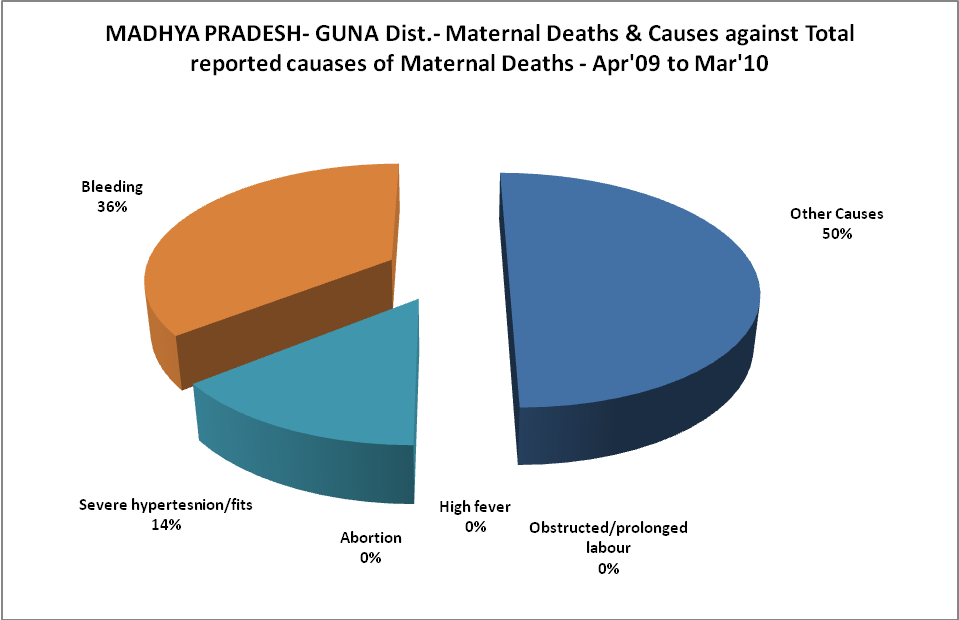 MADHYA PRADESH- GUNA Dist.- Maternal Deaths & Causes against Total
reported cauases of Maternal Deaths - Apr'09 to Mar'10
Bleeding
36%
Other Causes
50%
Severe hypertesnion/fits
14%
Abortion
0%
High fever
0%
Obstructed/prolonged
labour
0%